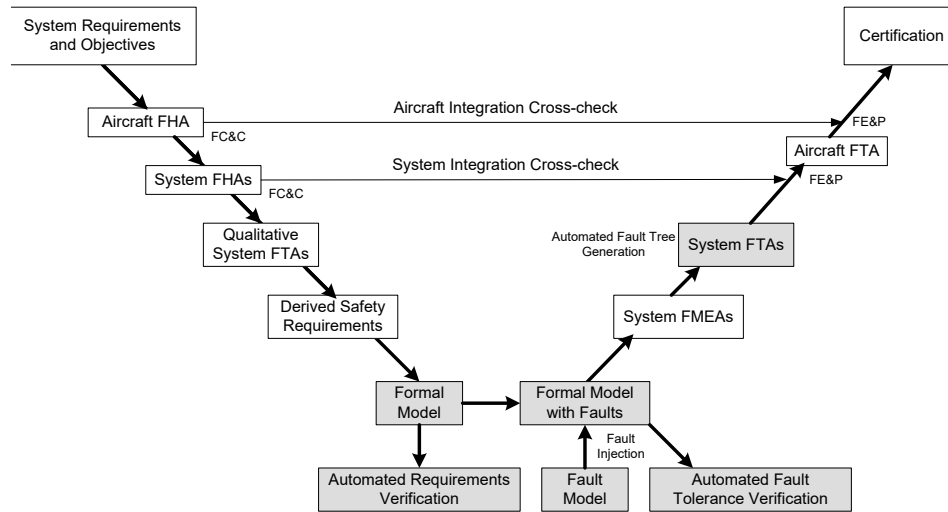 System Requirements
and Objectives
Certification
Aircraft Integration Cross-check
Aircraft FHA
FC&C
FE&P
Aircraft FTA
System Integration Cross-check
System FHAs
FC&C
FE&P
Qualitative
System FTAs
Automated Fault Tree
Generation
System FTAs
Derived Safety
Requirements
System FMEAs
Formal
Model
Formal Model
with Faults
Fault
Injection
Automated Requirements
Verification
Fault
Model
Automated Fault
Tolerance Verification